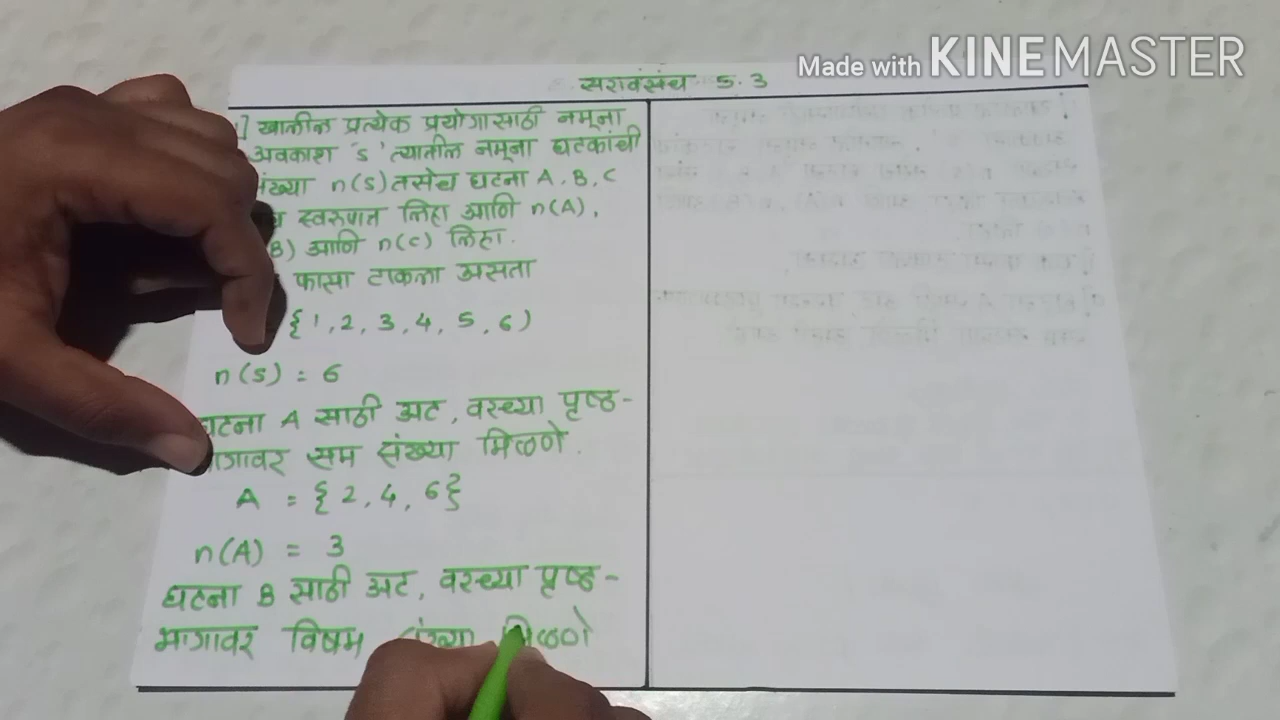 Made with KINEMASTER
सरावसंच 5.3
1] खालील प्रत्येक प्रयोगासाठी नमूना
अवकाश 'S' त्यातील नमूना घटकांची
संख्या n(S) तसेच घटना A, B, C
स्वरुपात लिहा आणि n(A),
B) आणि n(C) लिहा.
फासा टाकला असता
{1, 2, 3, 4, 5, 6)
n(S) = 6
घटना A साठी अट, वरच्या पृष्ठ-
भागावर सम संख्या मिळणे.
A = {2, 4, 6}
n(A) = 3
घटना B साठी अट, वरच्या पृष्ठ-
भागावर विषम संख्या मिळणे